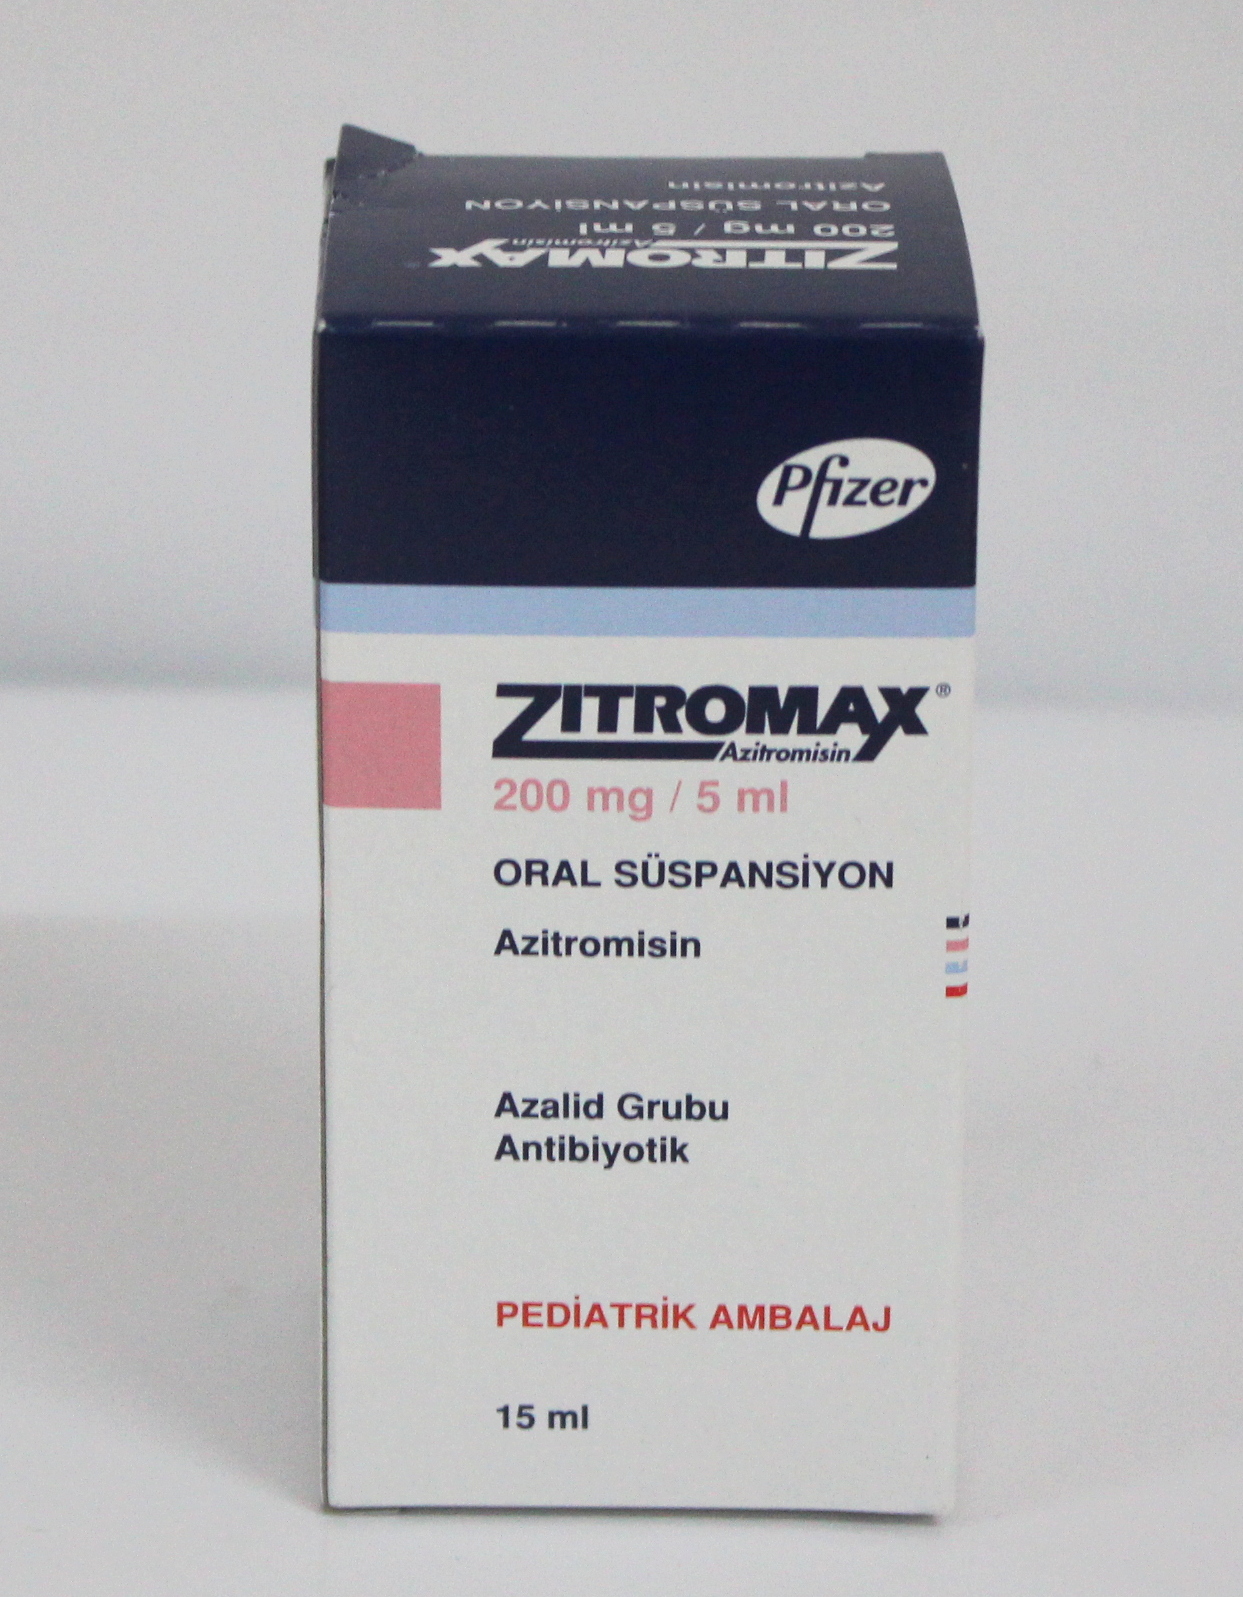 Azitromisin
ORAL SÜSPANSİYON
200 mg / 5 ml
Azitromisin
ZITROMAX
Pfizer
ZITROMAX®
Azitromisin
200 mg / 5 ml
ORAL SÜSPANSİYON
Azitromisin
Azalid Grubu
Antibiyotik
PEDİATRİK AMBALAJ
15 ml